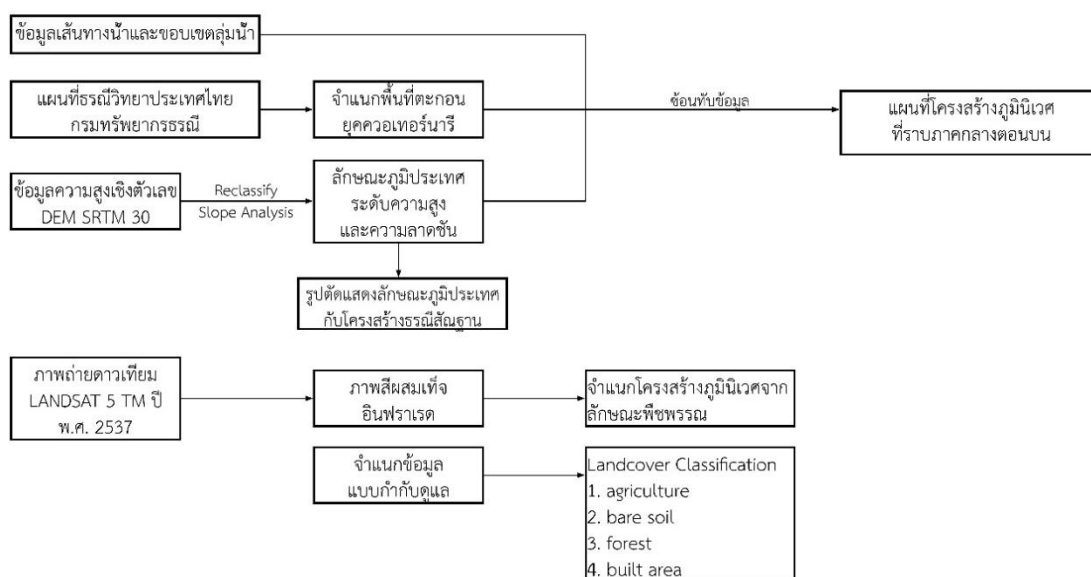 ข้อมูลเส้นทางน้ำและขอบเขตลุ่มน้ำ
แผนที่ธรณีวิทยาประเทศไทย
กรมทรัพยากรธรณี
จำแนกพื้นที่ตะกอน
ยุคควอเทอร์นารี
ซ้อนทับข้อมูล
แผนที่โครงสร้างภูมินิเวศ
ที่ราบภาคกลางตอนบน
ข้อมูลความสูงเชิงตัวเลข
DEM SRTM 30
Reclassify
Slope Analysis
ลักษณะภูมิประเทศ
ระดับความสูง
และความลาดชัน
รูปตัดแสดงลักษณะภูมิประเทศ
กับโครงสร้างธรณีสัณฐาน
ภาพถ่ายดาวเทียม
LANDSAT 5 TM ปี
พ.ศ. 2537
ภาพสีผสมเท็จ
อินฟราเรด
จำแนกโครงสร้างภูมินิเวศจาก
ลักษณะพืชพรรณ
จำแนกข้อมูล
แบบกำกับดูแล
Landcover Classification
1. agriculture
2. bare soil
3. forest
4. built area